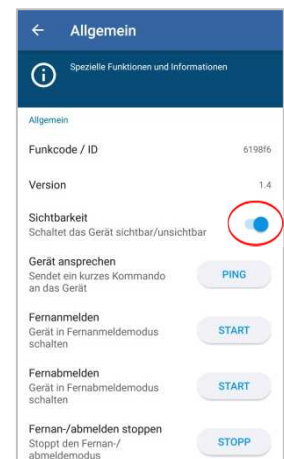 Allgemein
Spezielle Funktionen und Informationen
Allgemein
Funkcode / ID 6198f6
Version 1.4
Sichtbarkeit
Schaltet das Gerät sichtbar/unsichtbar
Gerät ansprechen
Sendet ein kurzes Kommando
an das Gerät
PING
Fernanmelden
Gerät in Fernanmeldemodus
schalten
START
Fernabmelden
Gerät in Fernabmeldemodus
schalten
START
Fernan-/abmelden stoppen
Stoppt den Fernan-/
abmeldemodus
STOPP